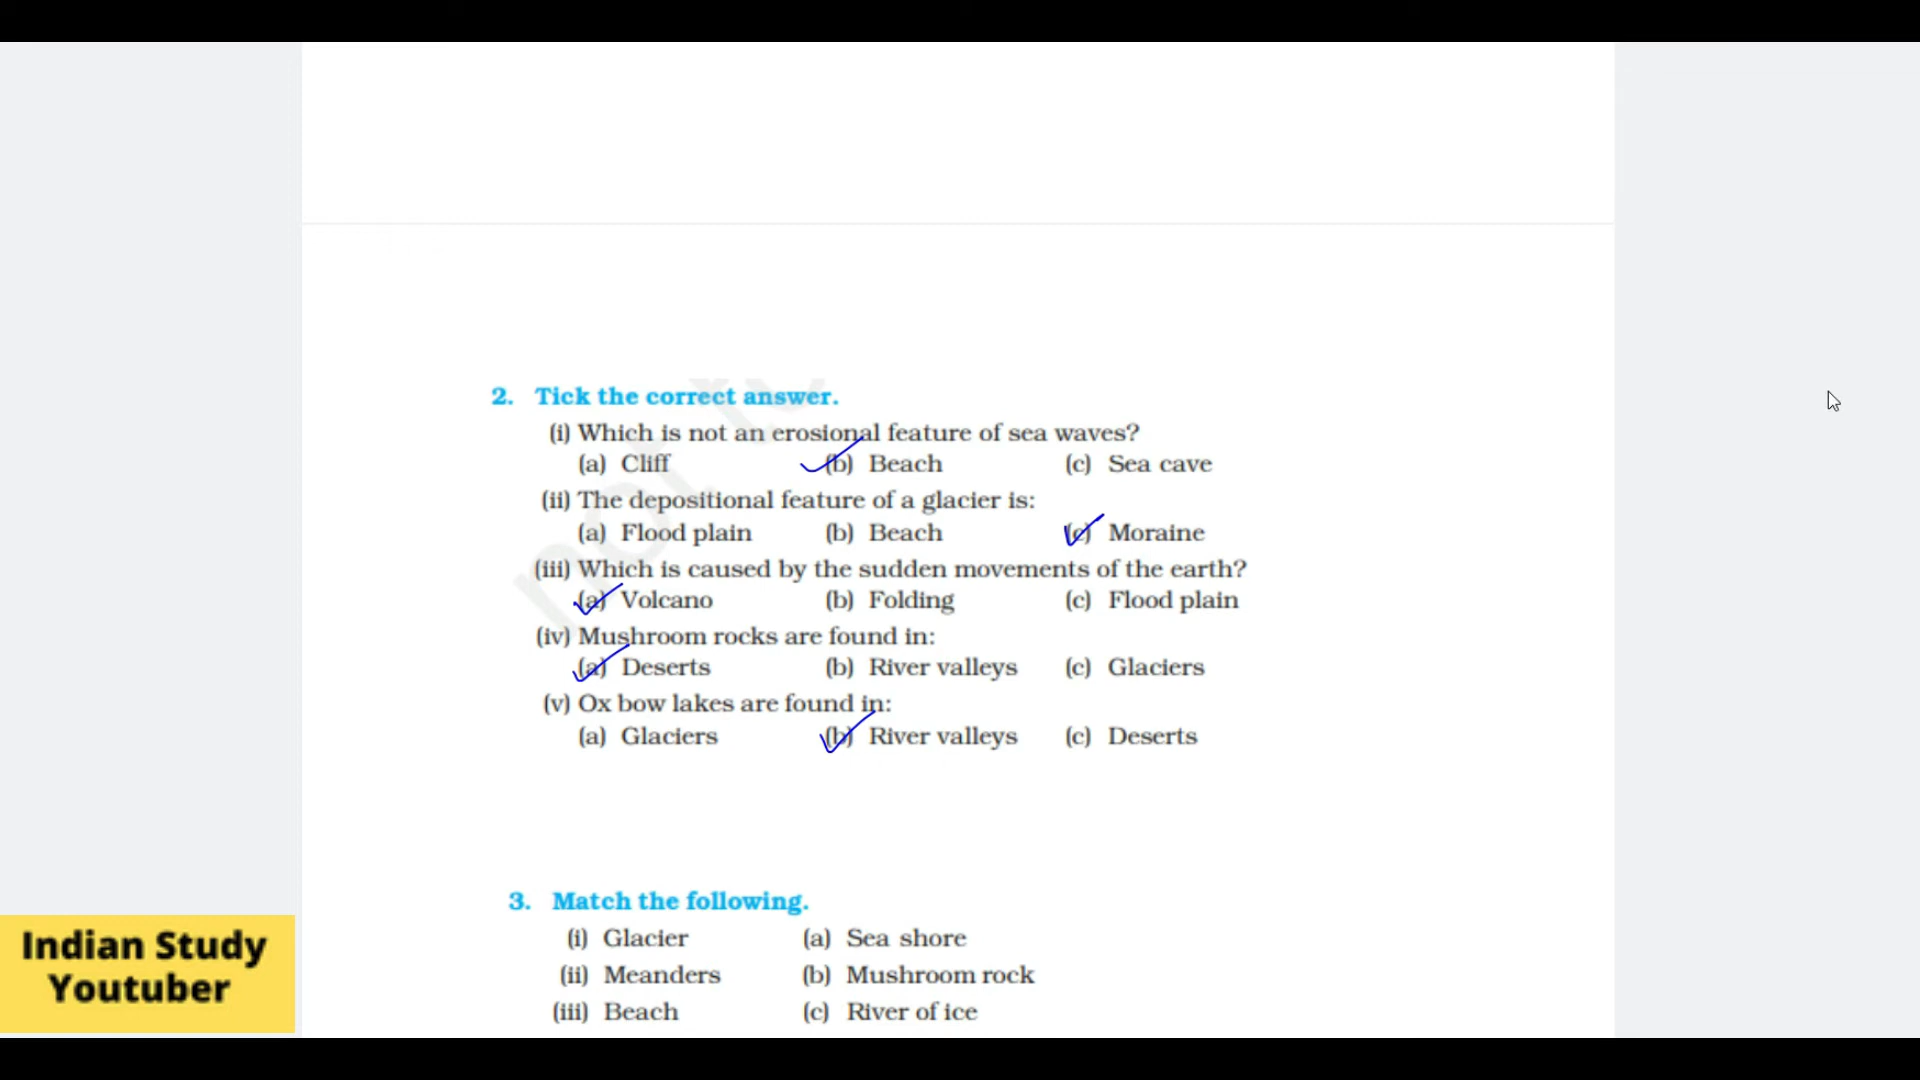 2. Tick the correct answer.
(i) Which is not an erosional feature of sea waves?
(a) Cliff (b) Beach (c) Sea cave
(ii) The depositional feature of a glacier is:
(a) Flood plain (b) Beach (c) Moraine
(iii) Which is caused by the sudden movements of the earth?
(a) Volcano (b) Folding (c) Flood plain
(iv) Mushroom rocks are found in:
(a) Deserts (b) River valleys (c) Glaciers
(v) Ox bow lakes are found in:
(a) Glaciers (b) River valleys (c) Deserts
3. Match the following.
(i) Glacier (a) Sea shore
(ii) Meanders (b) Mushroom rock
(iii) Beach (c) River of ice
Indian Study
Youtuber
not